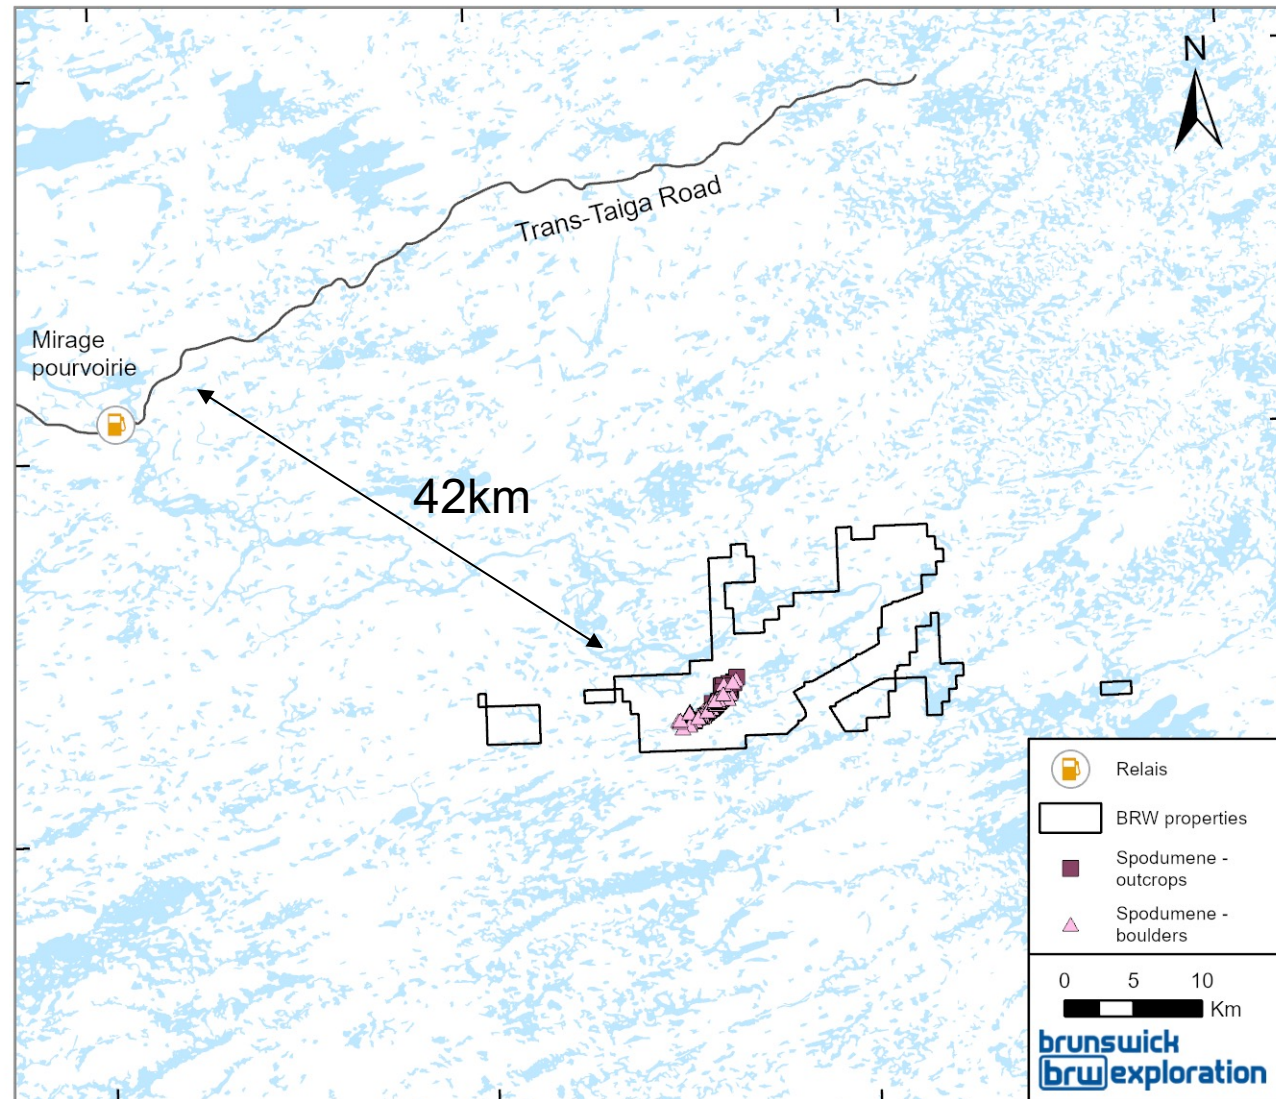 N
Trans-Taiga Road
Mirage
pourvoirie
42km
Relais
BRW properties
Spodumene -
outcrops
Spodumene -
boulders
0 5 10
Km
brunswick
brw exploration